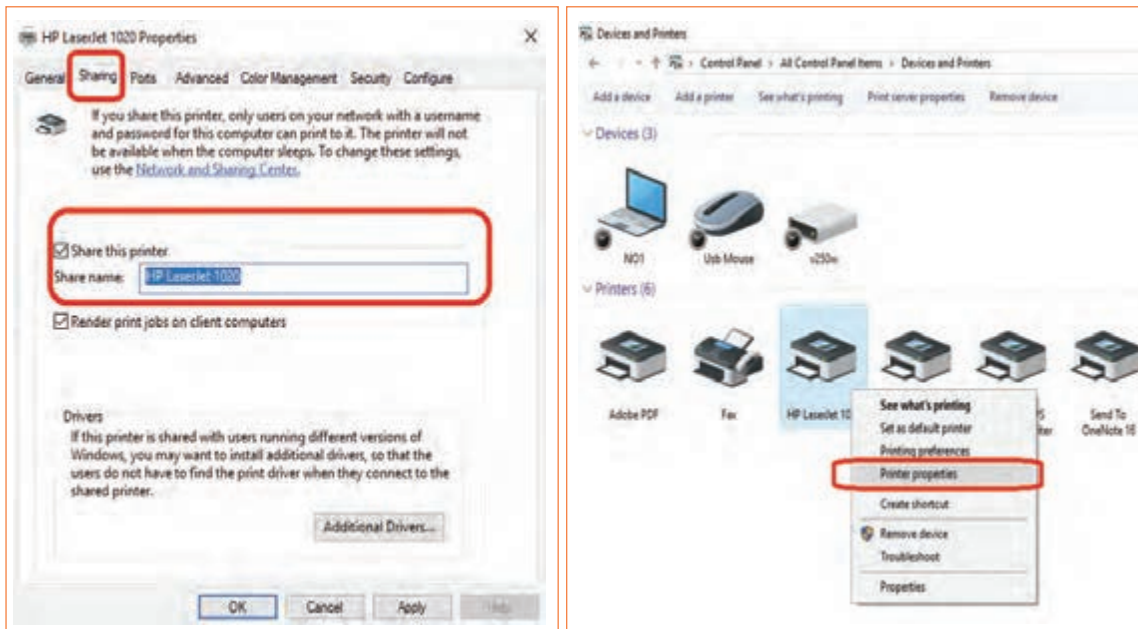 HP LaserJet 1020 Properties
General Sharing Ports Advanced Color Management Security Configure
If you share this printer, only users on your network with a username
and password for this computer can print to it. The printer will not
be available when the computer sleeps. To change these settings,
use the Network and Sharing Center.
Share this printer
Share name: HP LaserJet 1020
Render print jobs on client computers
Drivers
If this printer is shared with users running different versions of
Windows, you may want to install additional drivers, so that the
users do not have to find the print driver when they connect to the
shared printer.
Additional Drivers...
OK Cancel Apply Help
Devices and Printers
Control Panel › All Control Panel Items › Devices and Printers
Add a device Add a printer See what's printing Print server properties Remove device
Devices (3)
NO1 Usb Mouse v250w
Printers (6)
Adobe PDF Fax HP LaserJet 10 Send To
OneNote 16
See what's printing
Set as default printer
Printing preferences
Printer properties
Create shortcut
Remove device
Troubleshoot
Properties